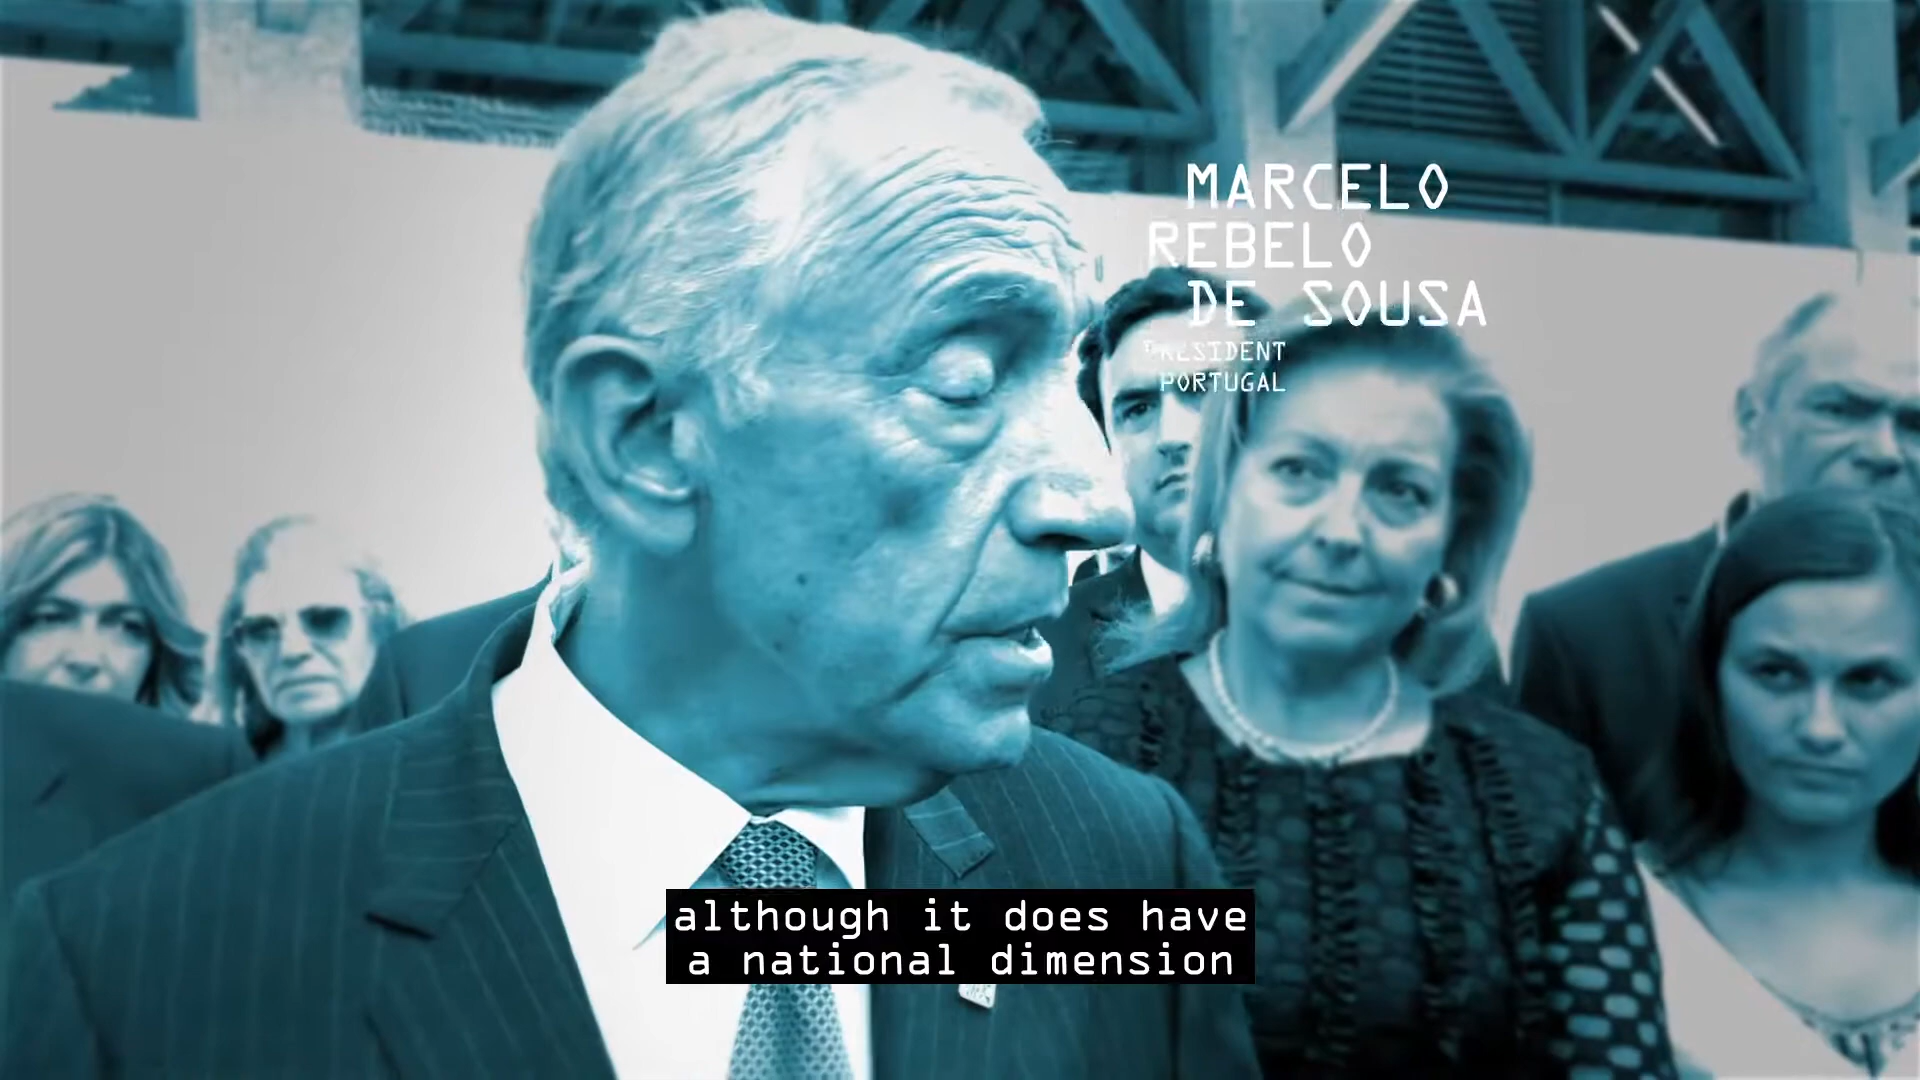 MARCELO
REBELO
DE SOUSA
PRESIDENT
PORTUGAL
although it does have
a national dimension